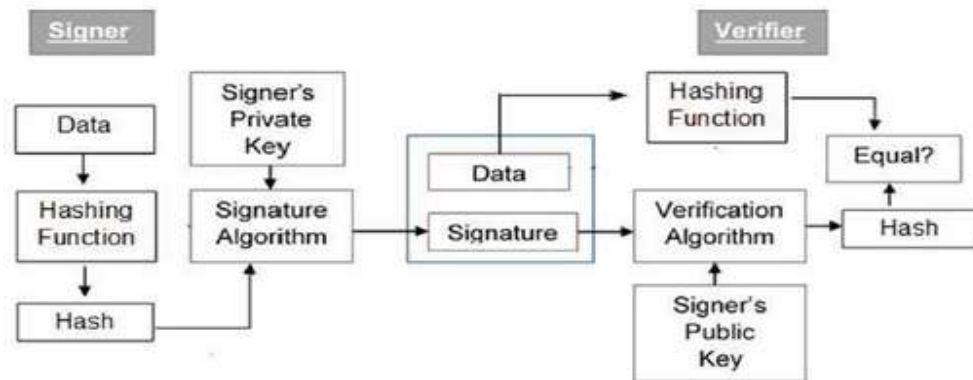 Signer
Verifier
Data
Hashing
Function
Hash
Signer's
Private
Key
Signature
Algorithm
Data
Signature
Hashing
Function
Verification
Algorithm
Signer's
Public
Key
Equal?
Hash